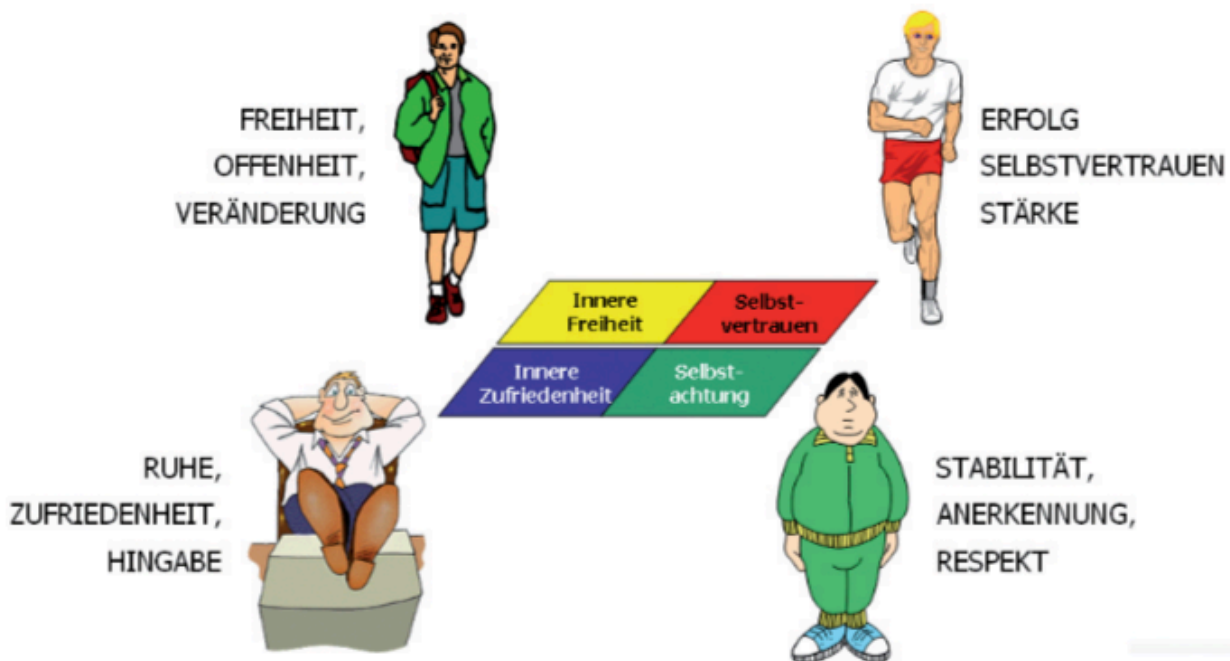 FREIHEIT,
OFFENHEIT,
VERÄNDERUNG
ERFOLG
SELBSTVERTRAUEN
STÄRKE
Innere
Freiheit
Selbst-
vertrauen
Innere
Zufriedenheit
Selbst-
achtung
RUHE,
ZUFRIEDENHEIT,
HINGABE
STABILITÄT,
ANERKENNUNG,
RESPEKT